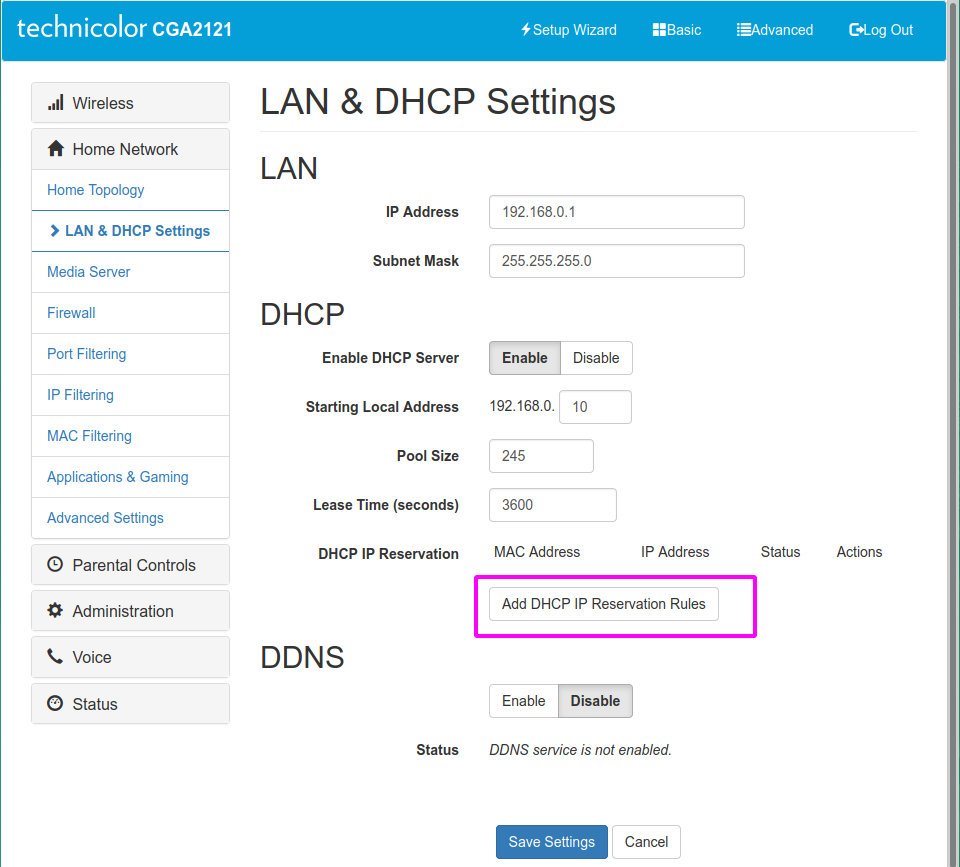 technicolor CGA2121
Setup Wizard Basic Advanced Log Out
Wireless
Home Network
Home Topology
LAN & DHCP Settings
Media Server
Firewall
Port Filtering
IP Filtering
MAC Filtering
Applications & Gaming
Advanced Settings
Parental Controls
Administration
Voice
Status
LAN & DHCP Settings
LAN
IP Address 192.168.0.1
Subnet Mask 255.255.255.0
DHCP
Enable DHCP Server Enable Disable
Starting Local Address 192.168.0. 10
Pool Size 245
Lease Time (seconds) 3600
DHCP IP Reservation MAC Address IP Address Status Actions
Add DHCP IP Reservation Rules
DDNS
Enable Disable
Status DDNS service is not enabled.
Save Settings Cancel